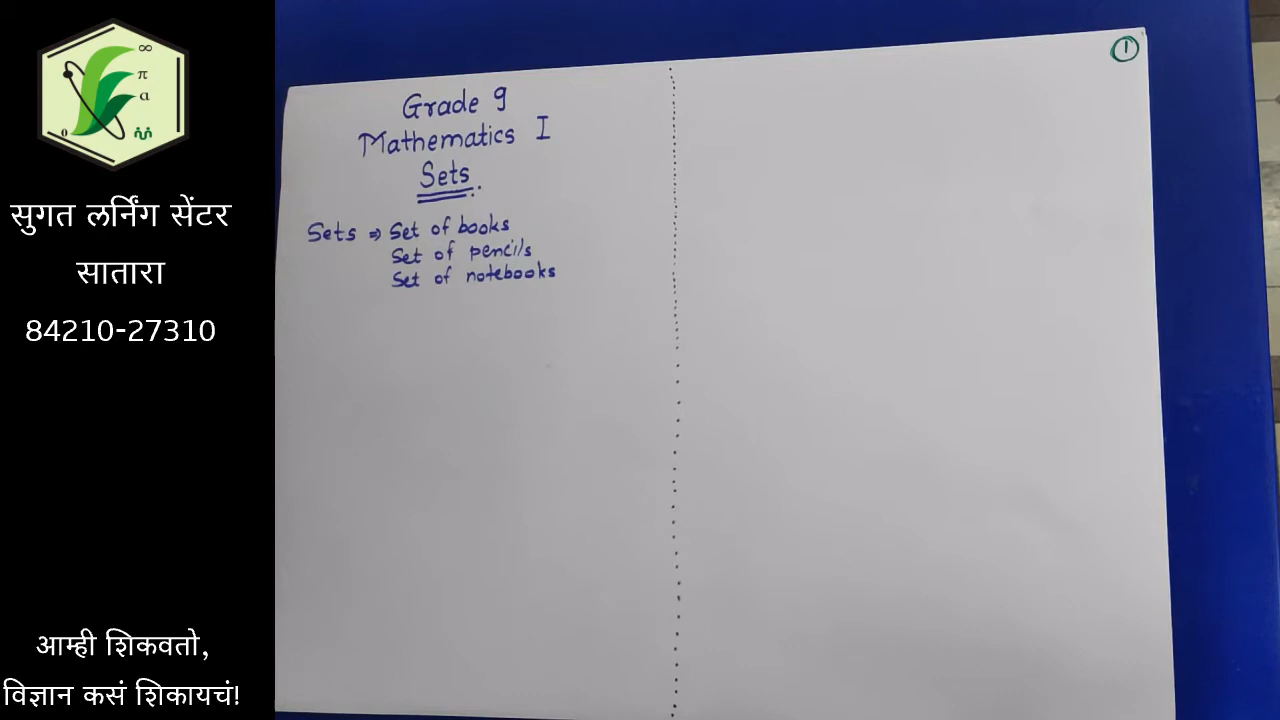 ∞
π
a
0
सुगत लर्निंग सेंटर
सातारा
84210-27310
आम्ही शिकवतो,
विज्ञान कसं शिकायचं!
Grade 9
Mathematics I
Sets.
Sets ⇒ Set of books
Set of pencils
Set of notebooks
1